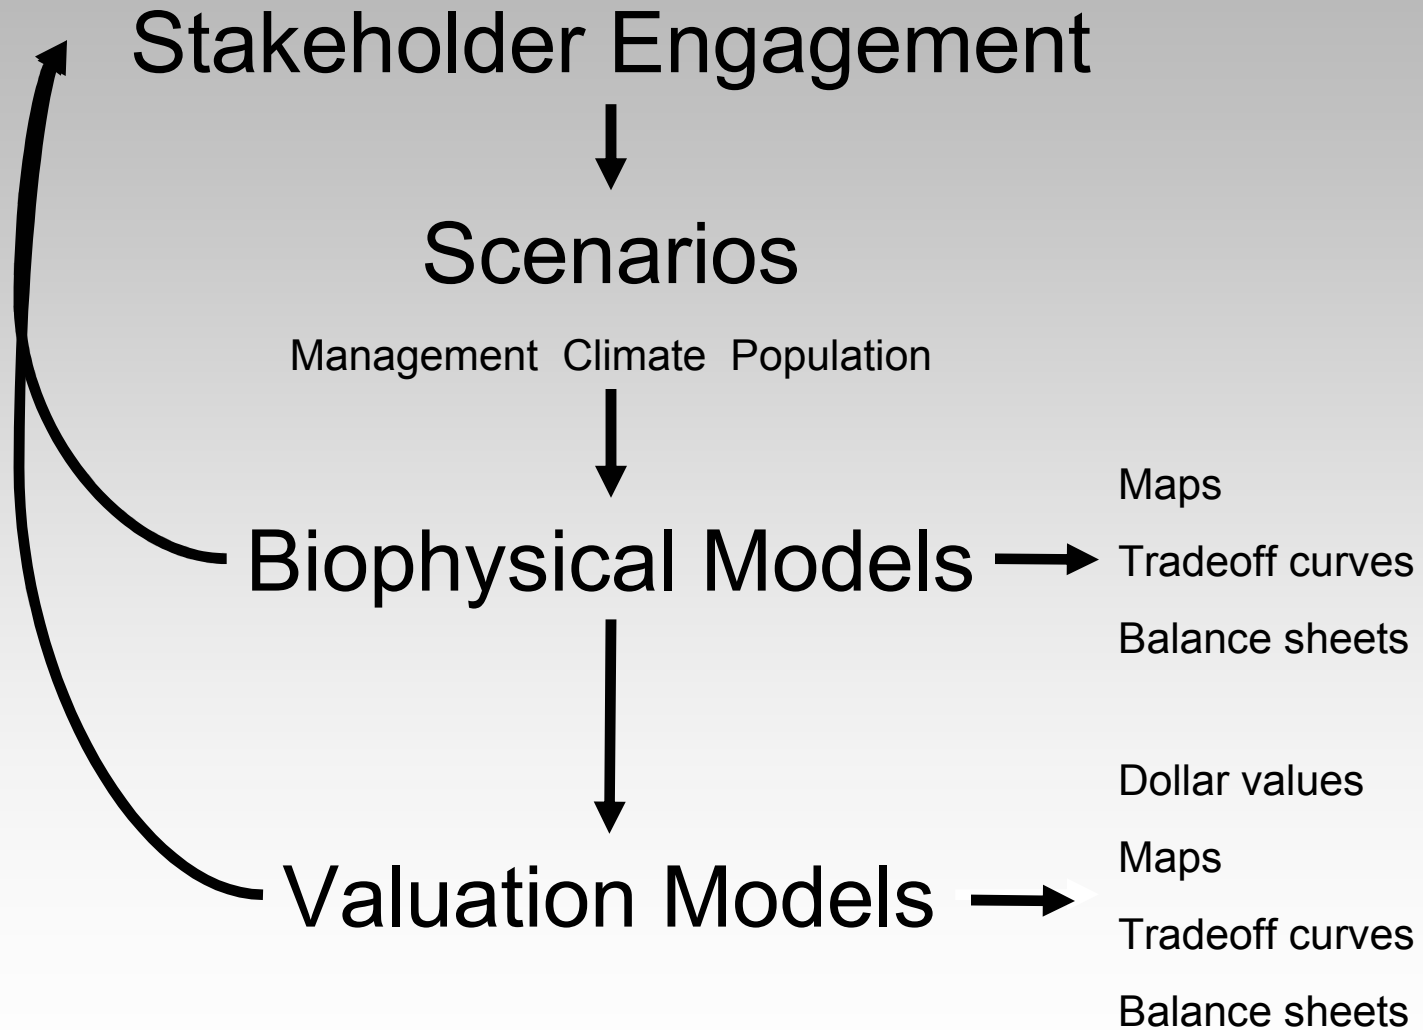 Stakeholder Engagement
Scenarios
Management Climate Population
Biophysical Models
Maps
Tradeoff curves
Balance sheets
Valuation Models
Dollar values
Maps
Tradeoff curves
Balance sheets